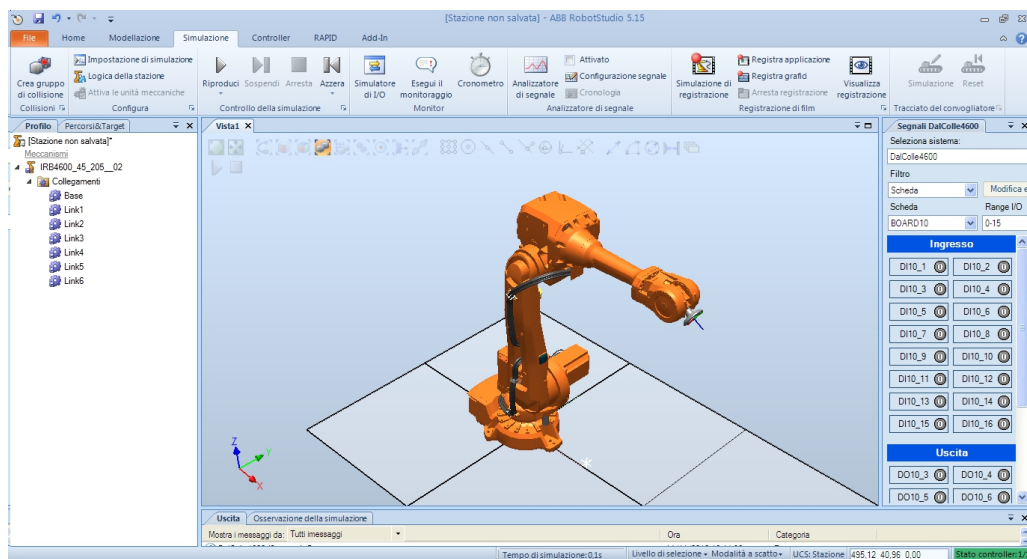 [Stazione non salvata] - ABB RobotStudio 5.15
File Home Modellazione Simulazione Controller RAPID Add-In
Crea gruppo di collisione
Impostazione di simulazione
Logica della stazione
Attiva le unità meccaniche
Riproduci Sospendi Arresta Azzera
Simulatore di I/O
Esegui il monitoraggio
Cronometro
Analizzatore di segnale
Attivato
Configurazione segnale
Cronologia
Simulazione di registrazione
Registra applicazione
Registra grafici
Arresta registrazione
Visualizza registrazione
Simulazione Reset
Collisioni Configura Controllo della simulazione Monitor Analizzatore di segnale Registrazione di film Tracciato del convogliatore
Profilo Percorsi&Target
[Stazione non salvata]*
Meccanismi
IRB4600_45_205__02
Collegamenti
Base
Link1
Link2
Link3
Link4
Link5
Link6
Vista1 X
Z
Y
X
Segnali DalColle4600
Seleziona sistema:
DalColle4600
Filtro
Scheda Modifica e
Scheda Range I/O
BOARD10 0-15
Ingresso
DI10_1 DI10_2
DI10_3 DI10_4
DI10_5 DI10_6
DI10_7 DI10_8
DI10_9 DI10_10
DI10_11 DI10_12
DI10_13 DI10_14
DI10_15 DI10_16
Uscita
DO10_3 DO10_4
DO10_5 DO10_6
Uscita Osservazione della simulazione
Mostra i messaggi da: Tutti i messaggi
Ora Categoria
Tempo di simulazione: 0,1s Livello di selezione Modalità a scatto UCS: Stazione 495,12 40,96 0,00 Stato controller: 1/